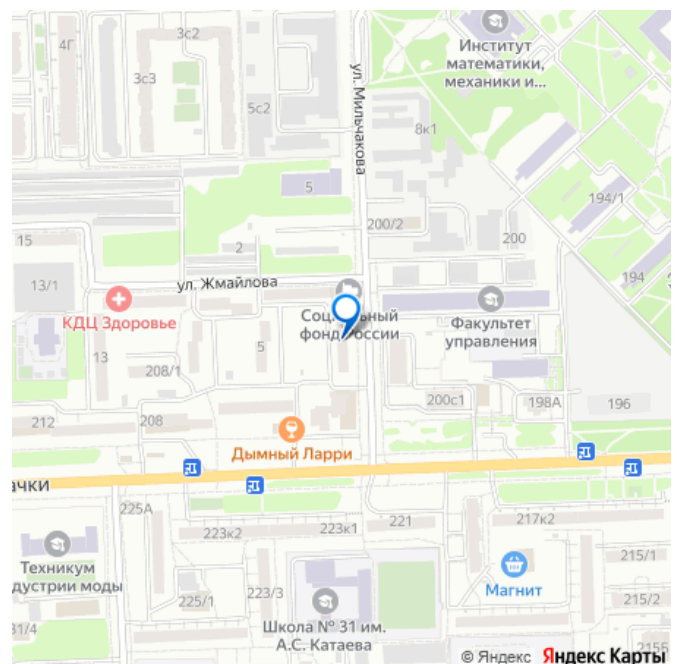 3с2
4Г
Институт
математики,
механики и...
3с3
5с2
ул. Мильчакова
8к1
5
194/1
200/2
15
2
200
194
13/1
ул. Жмайлова
КДЦ Здоровье
Факультет
управления
фонд России
13
5
208/1
200с1
198А
196
212
208
Дымный Ларри
ачки
225А
223к2
223к1
221
217к2
Техникум
дустрии моды
215/1
Магнит
225/1
223/3
215/2
31/4
Школа № 31 им.
А.С. Катаева
© Яндекс Яндекс Карты